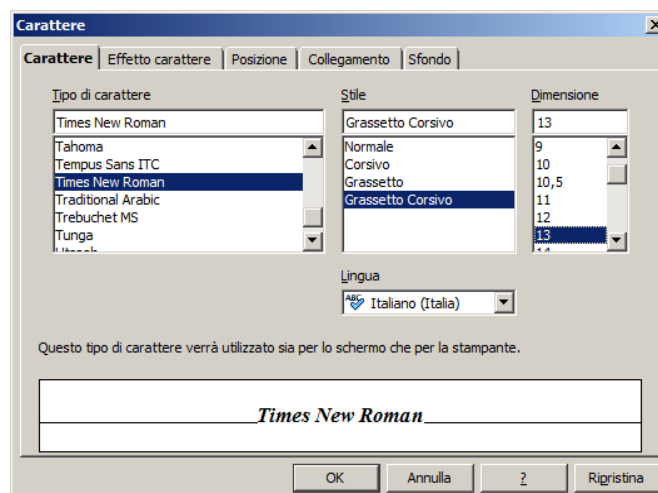 Carattere
Carattere Effetto carattere Posizione Collegamento Sfondo
Tipo di carattere Stile Dimensione
Times New Roman Grassetto Corsivo 13
Tahoma Normale 9
Tempus Sans ITC Corsivo 10
Times New Roman Grassetto 10,5
Traditional Arabic Grassetto Corsivo 11
Trebuchet MS 12
Tunga 13
Lingua
ABC Italiano (Italia)
Questo tipo di carattere verrà utilizzato sia per lo schermo che per la stampante.
Times New Roman
OK Annulla ? Ripristina